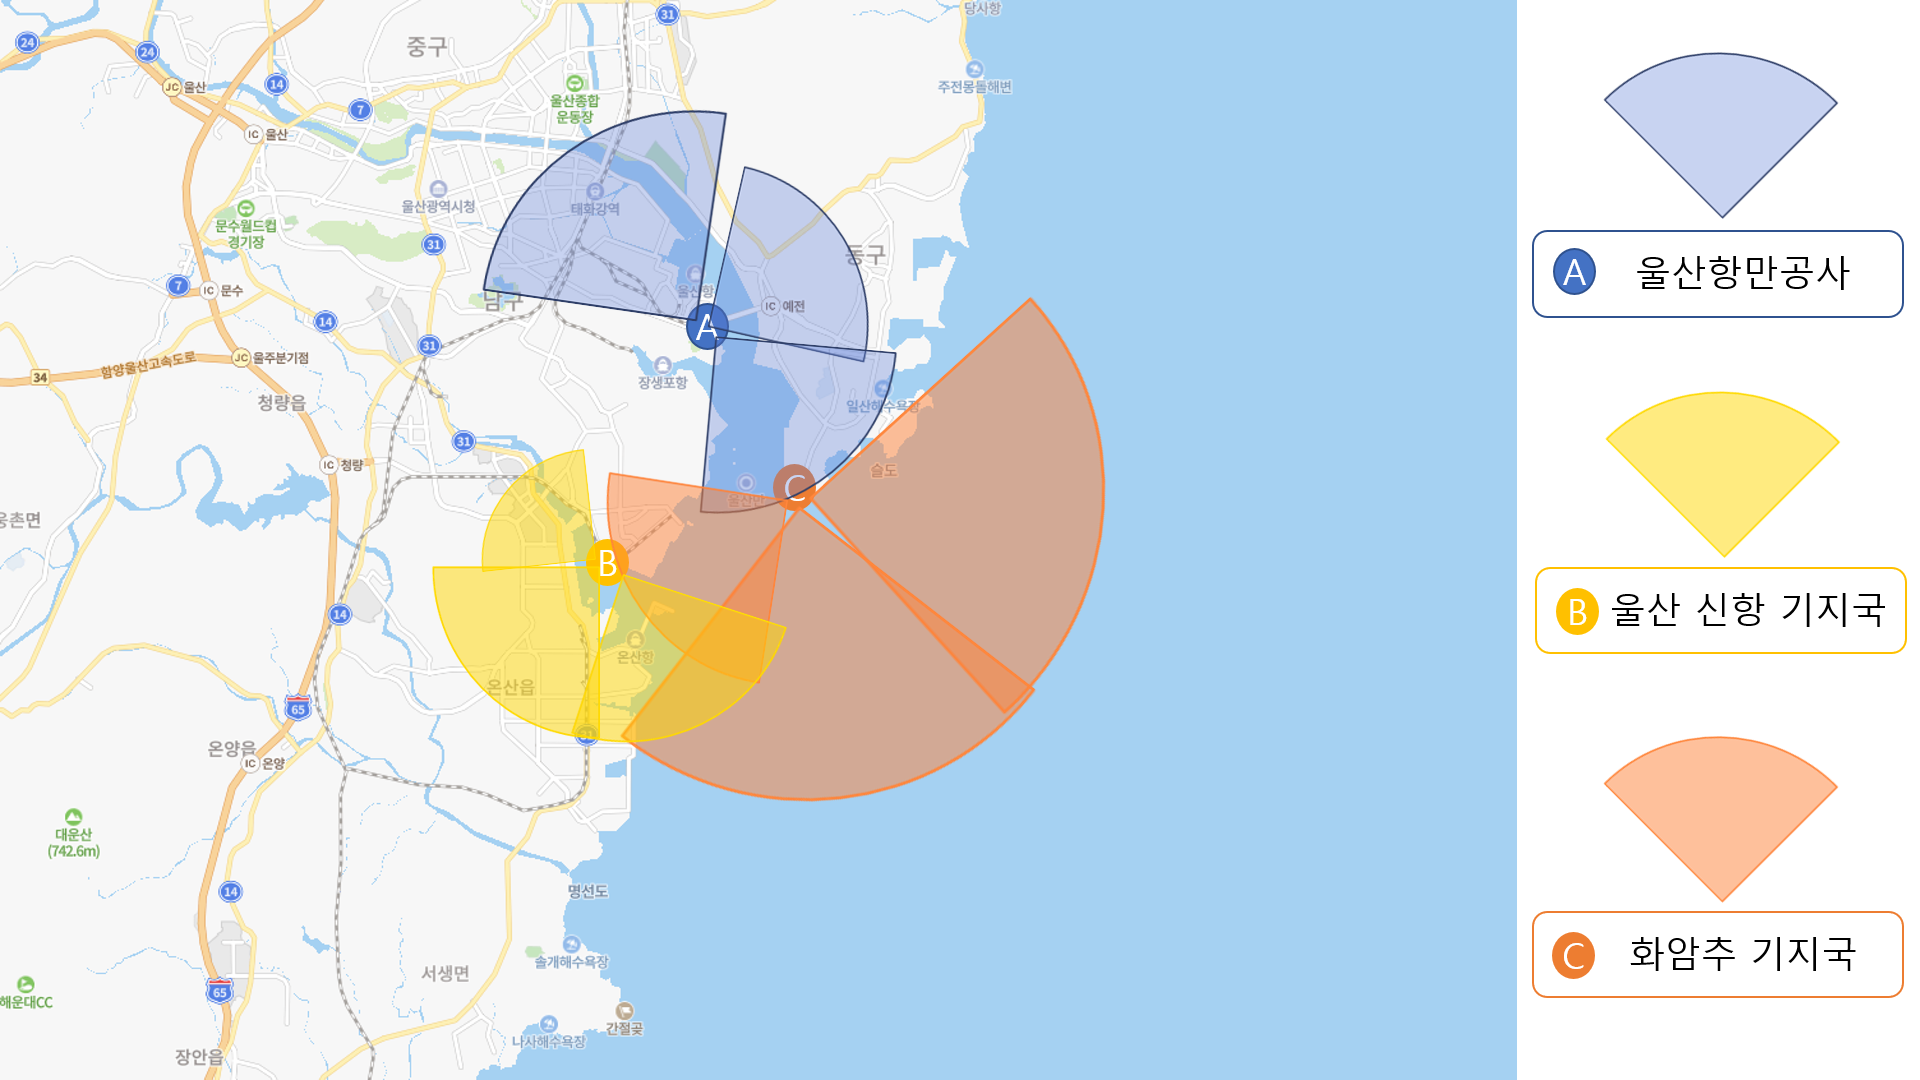 당사항
31
24
24
중구
주전몽돌해변
14
JC 울산
울산종합
운동장
7
IC 울산
울산광역시청
태화강역
문수월드컵
경기장
31
동구
7
IC 문수
남구
울산항
IC 예전
14
A
31
JC 울주분기점
함양울산고속도로
34
장생포항
청량읍
일산해수욕장
31
IC 청량
슬도
C
울산만
웅촌면
B
14
온산항
온산읍
65
31
온양읍
IC 온양
대운산
(742.6m)
14
명선도
솔개해수욕장
서생면
65
해운대CC
간절곶
나사해수욕장
장안읍
A 울산항만공사
B 울산 신항 기지국
C 화암추 기지국